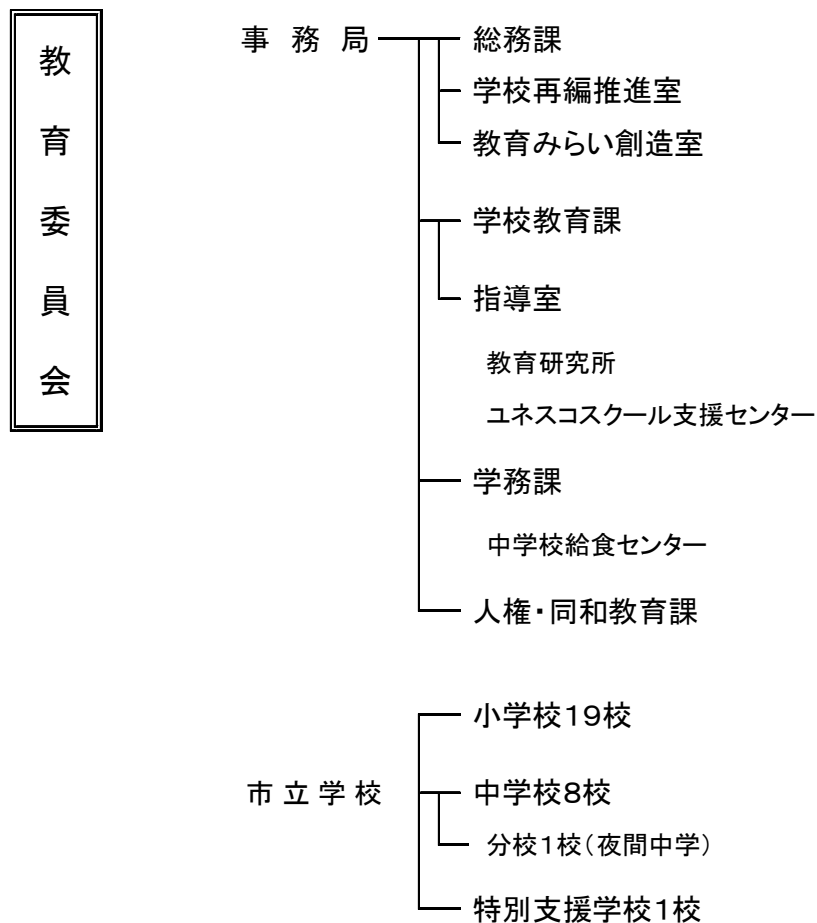 教育委員会
事務局
総務課
学校再編推進室
教育みらい創造室
学校教育課
指導室
教育研究所
ユネスコスクール支援センター
学務課
中学校給食センター
人権・同和教育課
小学校19校
市立学校
中学校8校
分校1校(夜間中学)
特別支援学校1校